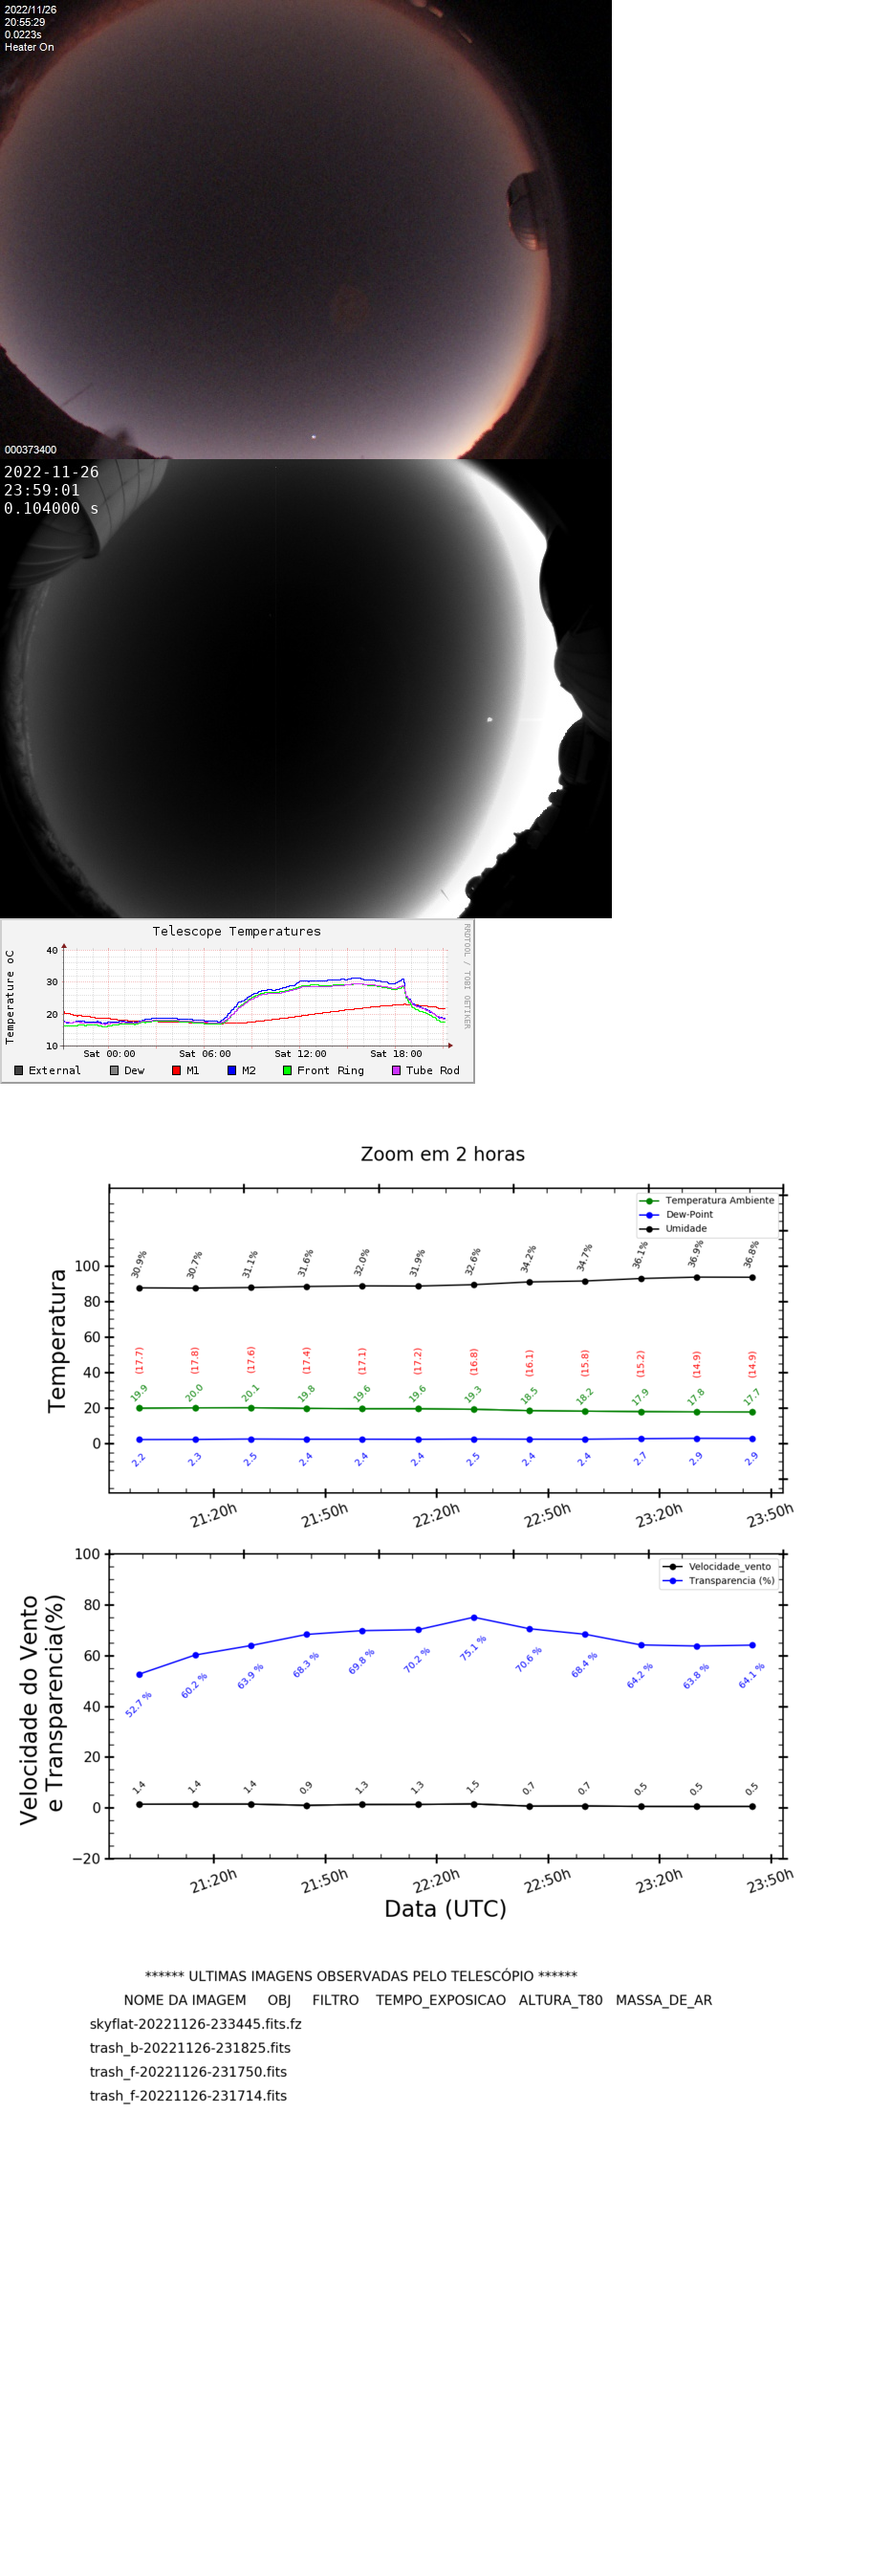 2022/11/26
20:55:29
0.0223s
Heater On
000373400
2022-11-26
23:59:01
0.104000 s
Telescope Temperatures
RRDTOOL / TOBI OETIKER
Temperature oC
40
30
20
10
Sat 00:00 Sat 06:00 Sat 12:00 Sat 18:00
External Dew M1 M2 Front Ring Tube Rod
Zoom em 2 horas
Temperatura Ambiente
Dew-Point
Umidade
Temperatura
100
80
60
40
20
0
30.9% 30.7% 31.1% 31.6% 32.0% 31.9% 32.6% 34.2% 34.7% 36.1% 36.9% 36.8%
(17.7) (17.8) (17.6) (17.4) (17.1) (17.2) (16.8) (16.1) (15.8) (15.2) (14.9) (14.9)
19.9 20.0 20.1 19.8 19.6 19.6 19.3 18.5 18.2 17.9 17.8 17.7
2.2 2.3 2.5 2.4 2.4 2.4 2.5 2.4 2.4 2.7 2.9 2.9
21:20h 21:50h 22:20h 22:50h 23:20h 23:50h
Velocidade_vento
Transparencia (%)
Velocidade do Vento
e Transparencia(%)
100
80
60
40
20
0
−20
52.7 % 60.2 % 63.9 % 68.3 % 69.8 % 70.2 % 75.1 % 70.6 % 68.4 % 64.2 % 63.8 % 64.1 %
1.4 1.4 1.4 0.9 1.3 1.3 1.5 0.7 0.7 0.5 0.5 0.5
21:20h 21:50h 22:20h 22:50h 23:20h 23:50h
Data (UTC)
****** ULTIMAS IMAGENS OBSERVADAS PELO TELESCÓPIO ******
NOME DA IMAGEM OBJ FILTRO TEMPO_EXPOSICAO ALTURA_T80 MASSA_DE_AR
skyflat-20221126-233445.fits.fz
trash_b-20221126-231825.fits
trash_f-20221126-231750.fits
trash_f-20221126-231714.fits